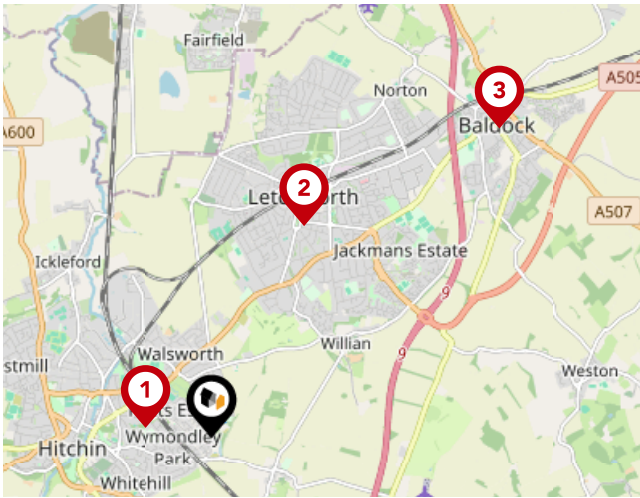 Fairfield
A505
Norton
3
Baldock
A600
2
Letchworth
A507
Jackmans Estate
Ickleford
9
Willian
9
Walsworth
Weston
1
Wymondley
Hitchin
Park
Whitehill